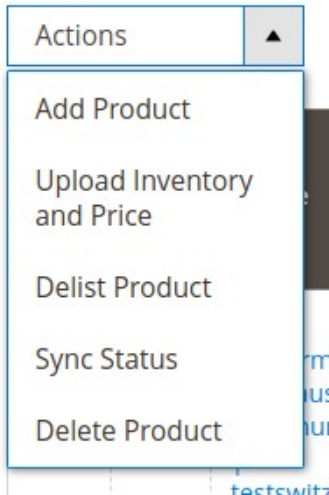 Actions
Add Product
Upload Inventory
and Price
Delist Product
Sync Status
Delete Product